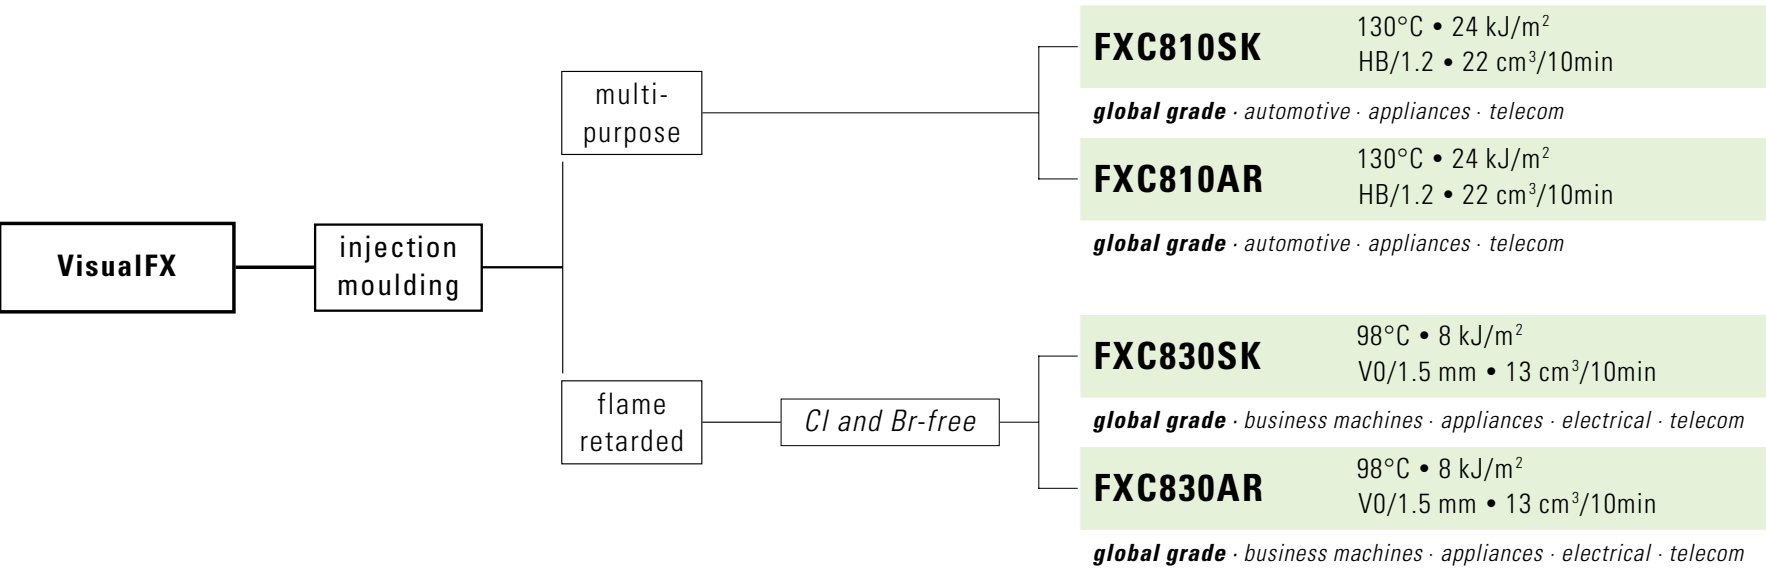 VisualFX
injection
moulding
multi-
purpose
FXC810SK
130°C • 24 kJ/m²
HB/1.2 • 22 cm³/10min
global grade · automotive · appliances · telecom
FXC810AR
130°C • 24 kJ/m²
HB/1.2 • 22 cm³/10min
global grade · automotive · appliances · telecom
flame
retarded
Cl and Br-free
FXC830SK
98°C • 8 kJ/m²
V0/1.5 mm • 13 cm³/10min
global grade · business machines · appliances · electrical · telecom
FXC830AR
98°C • 8 kJ/m²
V0/1.5 mm • 13 cm³/10min
global grade · business machines · appliances · electrical · telecom